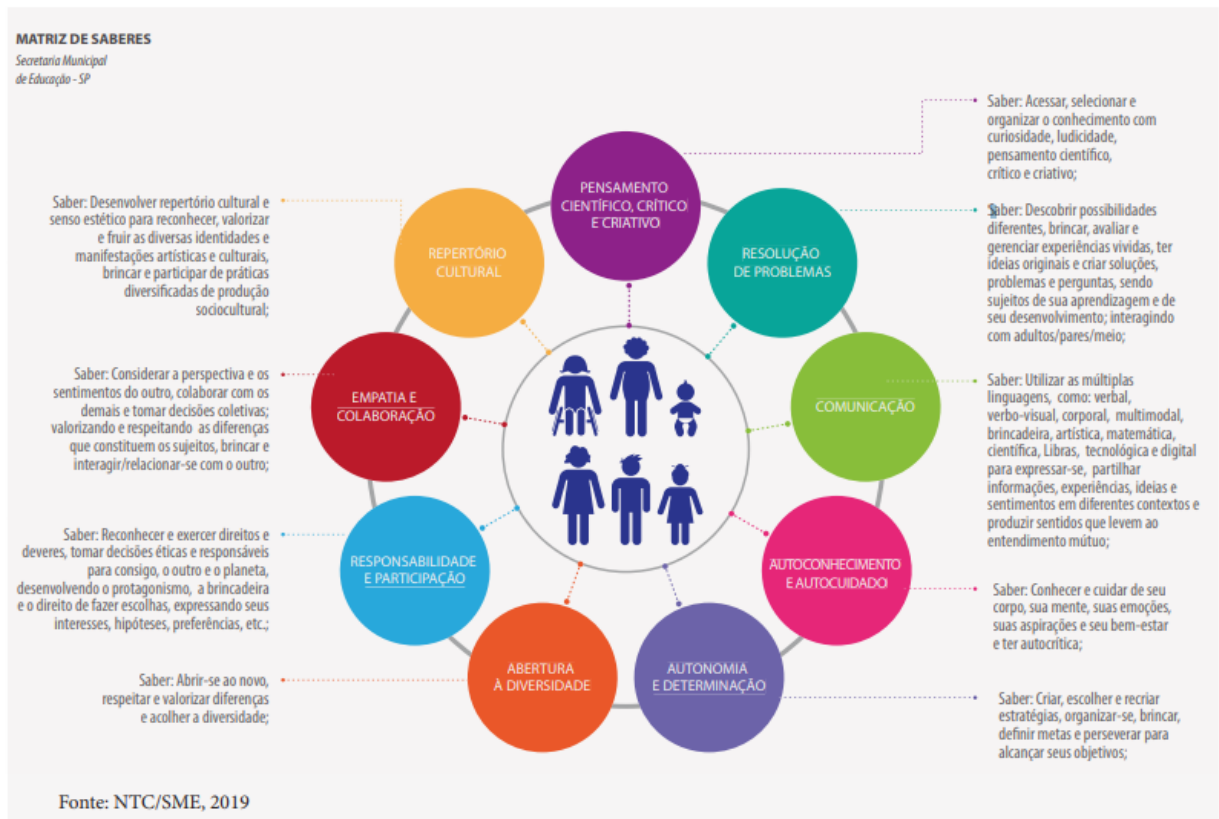 MATRIZ DE SABERES
Secretaria Municipal
de Educação - SP
PENSAMENTO
CIENTÍFICO, CRÍTICO
E CRIATIVO
Saber: Acessar, selecionar e
organizar o conhecimento com
curiosidade, ludicidade,
pensamento científico,
crítico e criativo;
RESOLUÇÃO
DE PROBLEMAS
Saber: Descobrir possibilidades
diferentes, brincar, avaliar e
gerenciar experiências vividas, ter
ideias originais e criar soluções,
problemas e perguntas, sendo
sujeitos de sua aprendizagem e de
seu desenvolvimento; interagindo
com adultos/pares/meio;
COMUNICAÇÃO
Saber: Utilizar as múltiplas
linguagens, como: verbal,
verbo-visual, corporal, multimodal,
brincadeira, artística, matemática,
científica, Libras, tecnológica e digital
para expressar-se, partilhar
informações, experiências, ideias e
sentimentos em diferentes contextos e
produzir sentidos que levem ao
entendimento mútuo;
AUTOCONHECIMENTO
E AUTOCUIDADO
Saber: Conhecer e cuidar de seu
corpo, sua mente, suas emoções,
suas aspirações e seu bem-estar
e ter autocrítica;
AUTONOMIA
E DETERMINAÇÃO
Saber: Criar, escolher e recriar
estratégias, organizar-se, brincar,
definir metas e perseverar para
alcançar seus objetivos;
ABERTURA
À DIVERSIDADE
Saber: Abrir-se ao novo,
respeitar e valorizar diferenças
e acolher a diversidade;
RESPONSABILIDADE
E PARTICIPAÇÃO
Saber: Reconhecer e exercer direitos e
deveres, tomar decisões éticas e responsáveis
para consigo, o outro e o planeta,
desenvolvendo o protagonismo, a brincadeira
e o direito de fazer escolhas, expressando seus
interesses, hipóteses, preferências, etc.;
EMPATIA E
COLABORAÇÃO
Saber: Considerar a perspectiva e os
sentimentos do outro, colaborar com os
demais e tomar decisões coletivas;
valorizando e respeitando as diferenças
que constituem os sujeitos, brincar e
interagir/relacionar-se com o outro;
REPERTÓRIO
CULTURAL
Saber: Desenvolver repertório cultural e
senso estético para reconhecer, valorizar
e fruir as diversas identidades e
manifestações artísticas e culturais,
brincar e participar de práticas
diversificadas de produção
sociocultural;
Fonte: NTC/SME, 2019